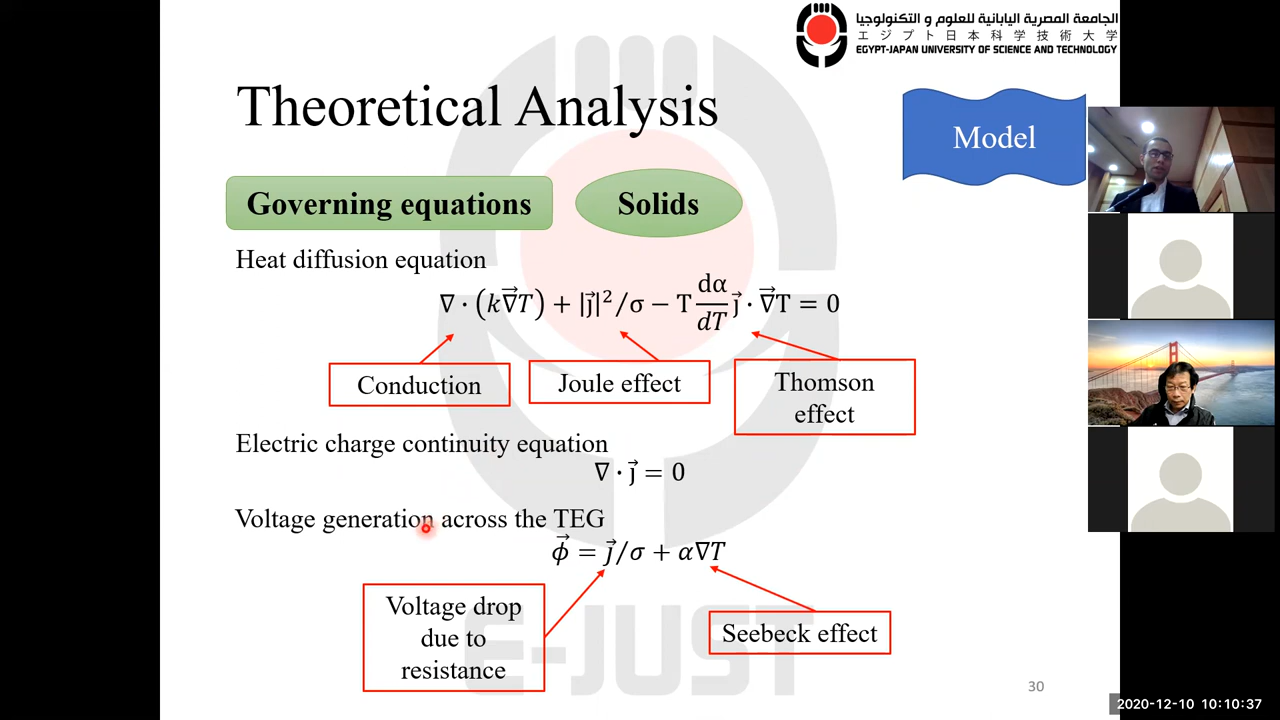 الجامعة المصرية اليابانية للعلوم و التكنولوجيا
エジプト日本科学技術大学
EGYPT-JAPAN UNIVERSITY OF SCIENCE AND TECHNOLOGY
Theoretical Analysis
Model
Governing equations
Solids
Heat diffusion equation
∇ · (k∇⃗T) + |j⃗|²/σ − T dα/dT j⃗ · ∇⃗T = 0
Conduction
Joule effect
Thomson
effect
Electric charge continuity equation
∇ · j⃗ = 0
Voltage generation across the TEG
ϕ⃗ = j⃗/σ + α∇T
Voltage drop
due to
resistance
Seebeck effect
E-JUST
30
2020-12-10 10:10:37